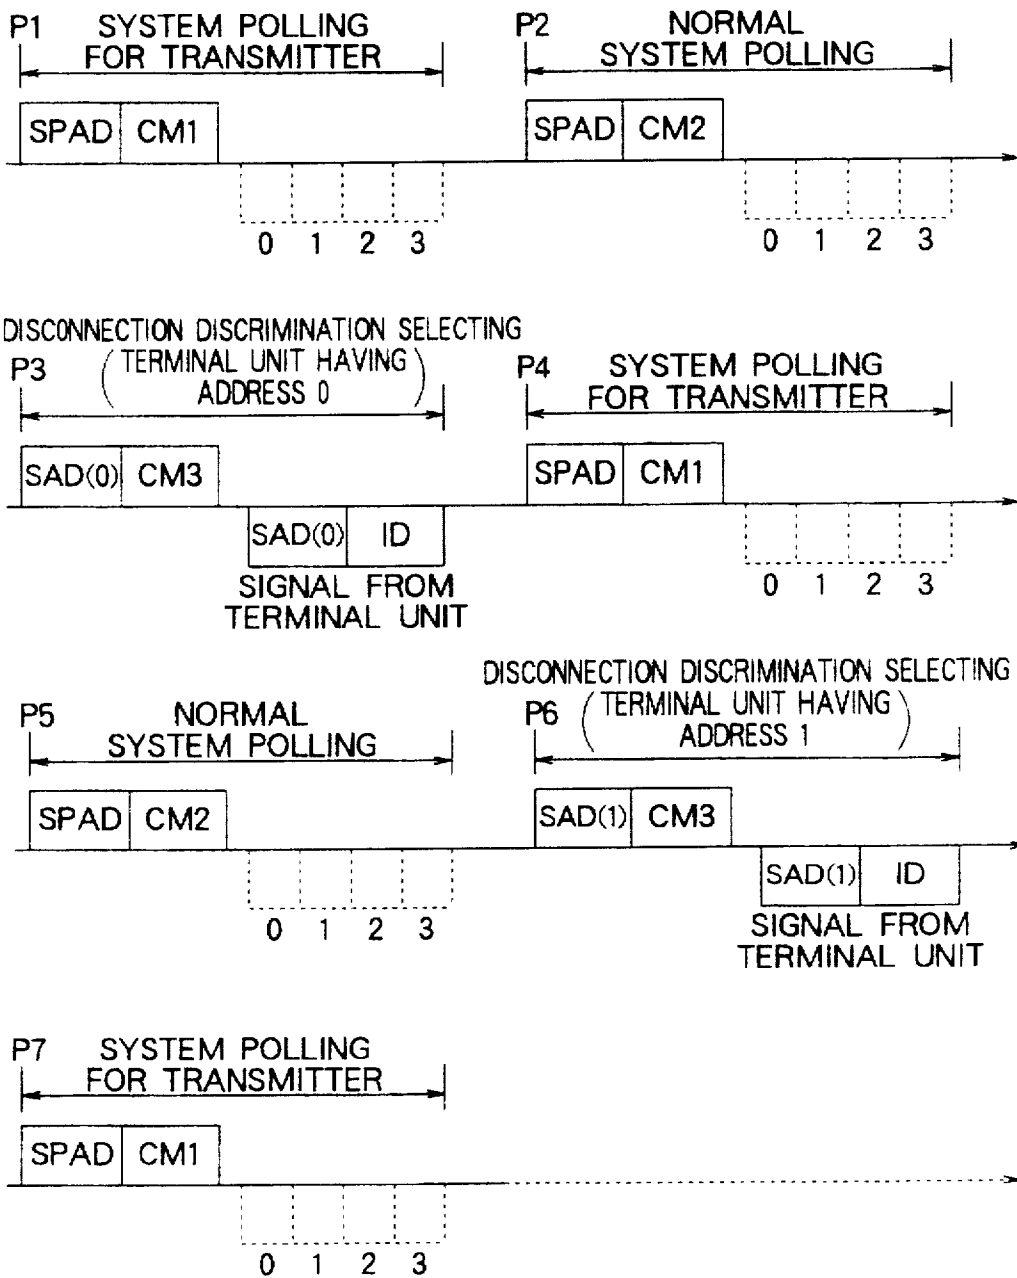 P1 SYSTEM POLLING
FOR TRANSMITTER
SPAD CM1
0 1 2 3
P2 NORMAL
SYSTEM POLLING
SPAD CM2
0 1 2 3
DISCONNECTION DISCRIMINATION SELECTING
P3 (TERMINAL UNIT HAVING
ADDRESS 0)
SAD(0) CM3
SAD(0) ID
SIGNAL FROM
TERMINAL UNIT
P4 SYSTEM POLLING
FOR TRANSMITTER
SPAD CM1
0 1 2 3
P5 NORMAL
SYSTEM POLLING
SPAD CM2
0 1 2 3
DISCONNECTION DISCRIMINATION SELECTING
P6 (TERMINAL UNIT HAVING
ADDRESS 1)
SAD(1) CM3
SAD(1) ID
SIGNAL FROM
TERMINAL UNIT
P7 SYSTEM POLLING
FOR TRANSMITTER
SPAD CM1
0 1 2 3